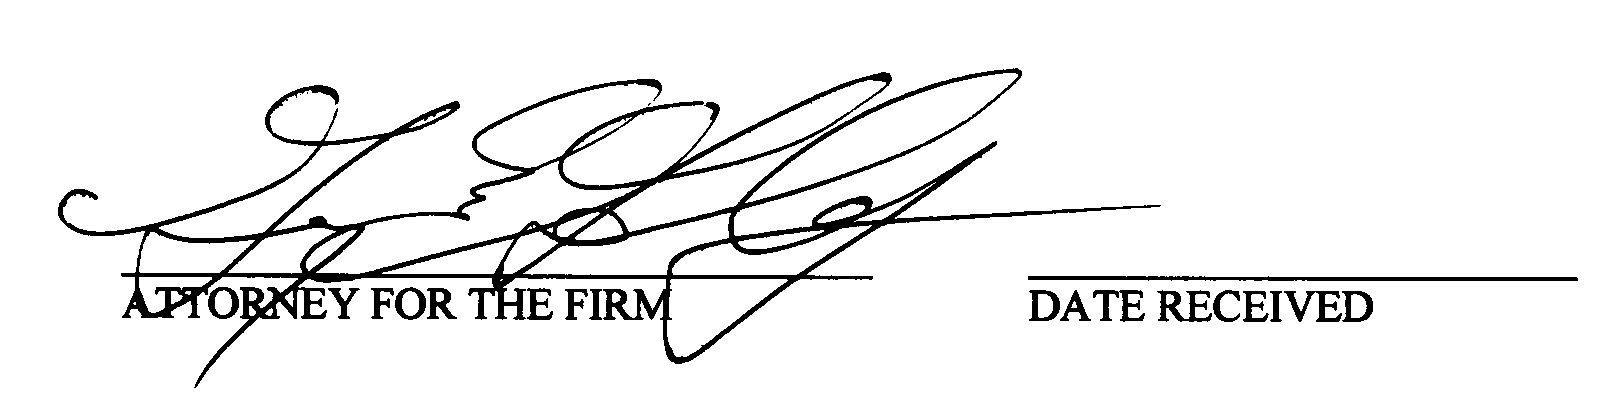 ATTORNEY FOR THE FIRM
DATE RECEIVED